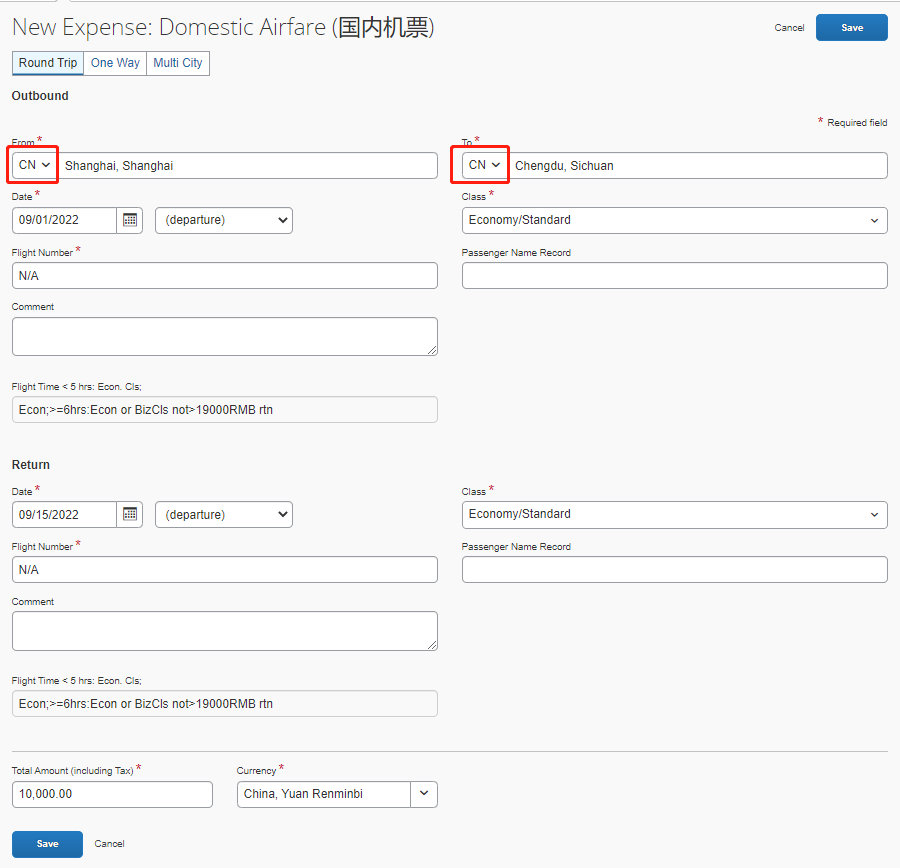 New Expense: Domestic Airfare (国内机票)
Cancel
Save
Round Trip
One Way
Multi City
Outbound
* Required field
From *
To *
CN
Shanghai, Shanghai
CN
Chengdu, Sichuan
Date *
Class *
09/01/2022
(departure)
Economy/Standard
Flight Number *
Passenger Name Record
N/A
Comment
Flight Time < 5 hrs: Econ. Cls;
Econ;>=6hrs:Econ or BizCls not>19000RMB rtn
Return
Date *
Class *
09/15/2022
(departure)
Economy/Standard
Flight Number *
Passenger Name Record
N/A
Comment
Flight Time < 5 hrs: Econ. Cls;
Econ;>=6hrs:Econ or BizCls not>19000RMB rtn
Total Amount (including Tax) *
Currency *
10,000.00
China, Yuan Renminbi
Save
Cancel